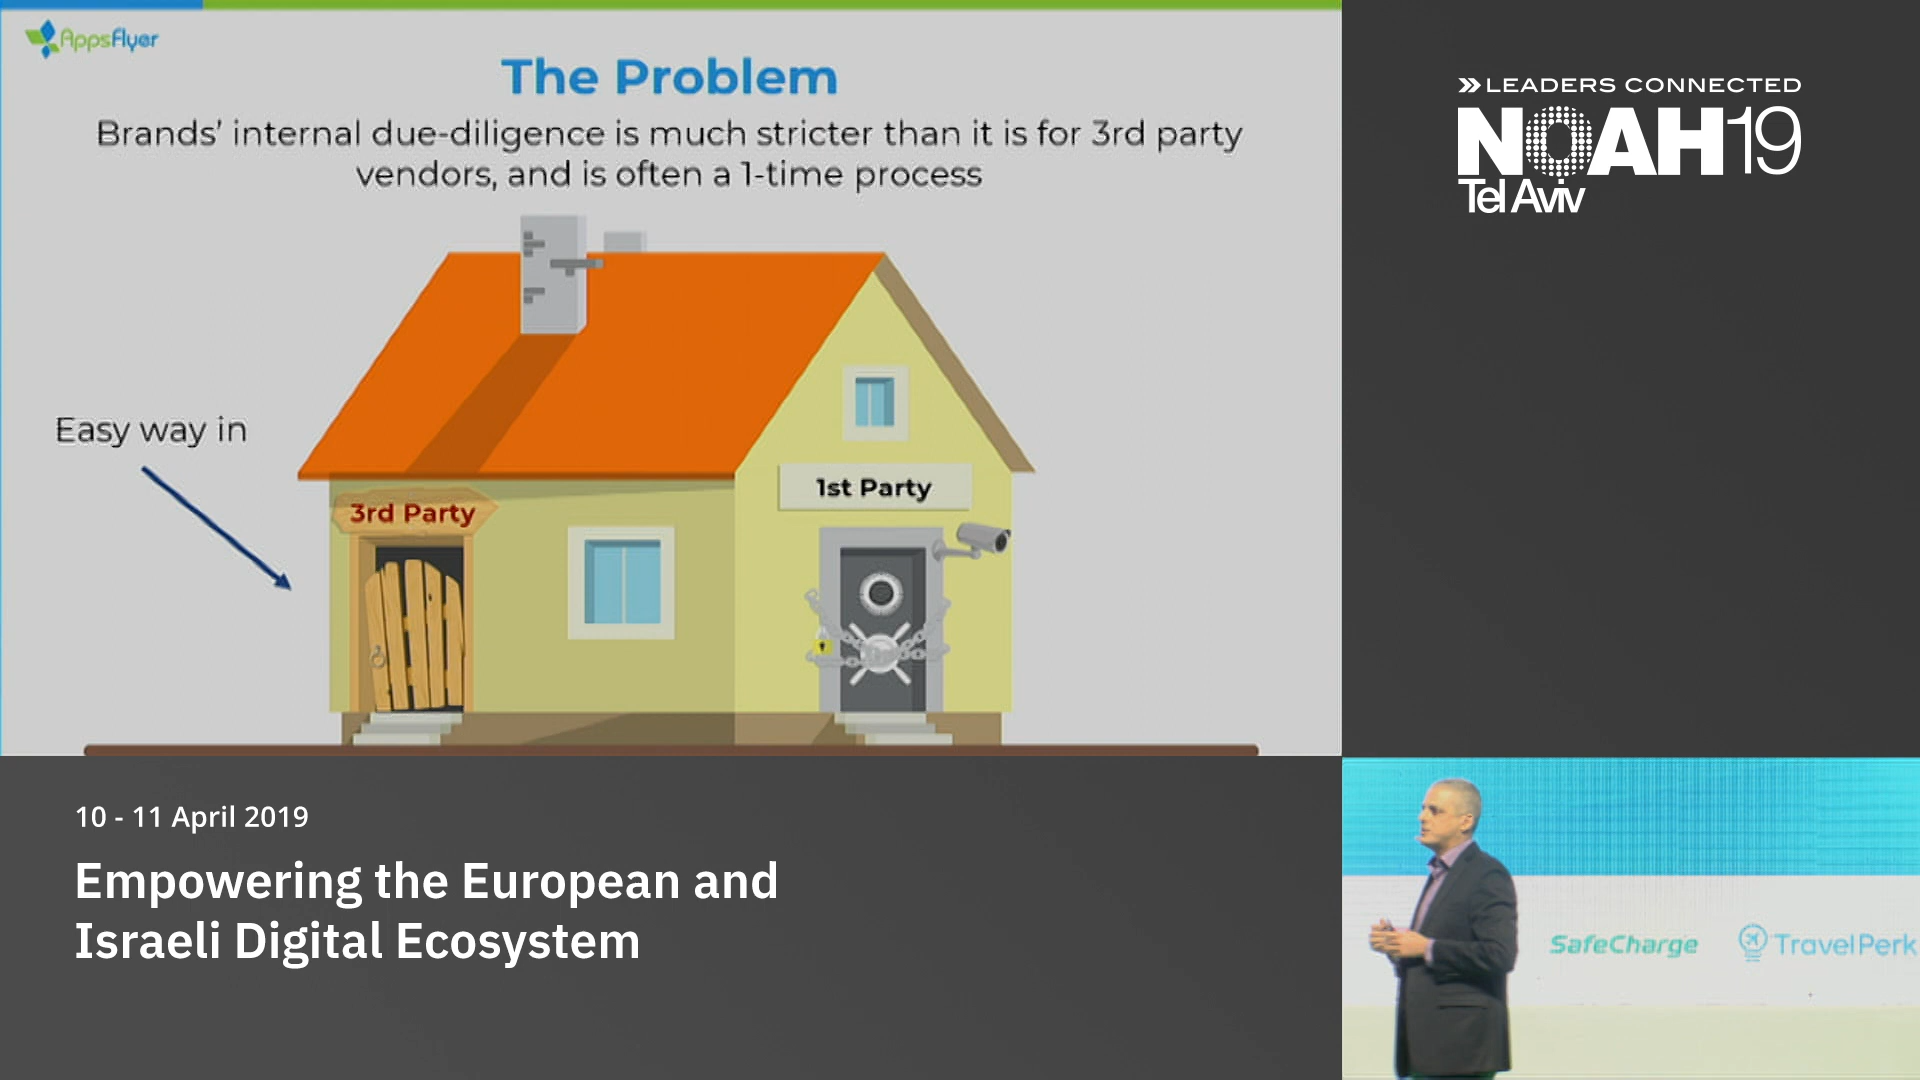 AppsFlyer
The Problem
Brands' internal due-diligence is much stricter than it is for 3rd party
vendors, and is often a 1-time process
Easy way in
3rd Party
1st Party
LEADERS CONNECTED
NOAH19
Tel Aviv
10 - 11 April 2019
Empowering the European and
Israeli Digital Ecosystem
SafeCharge
TravelPerk